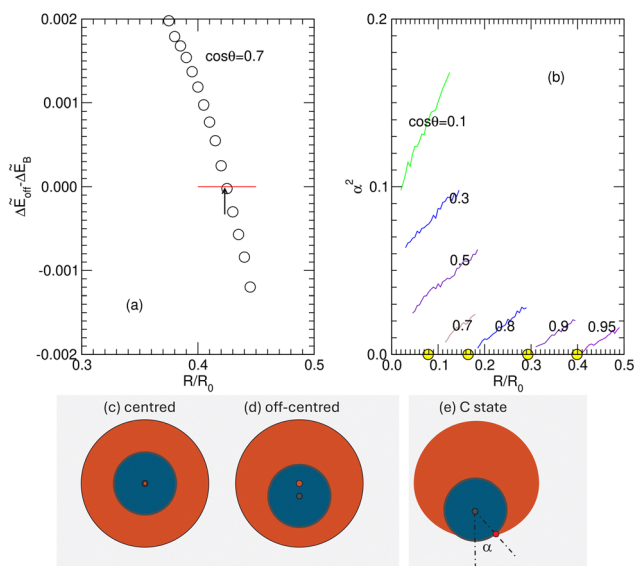 0.002
0.001
0.000
-0.001
-0.002
ΔẼoff-ΔẼB
cosθ=0.7
(a)
0.3
0.4
0.5
R/R0
0.2
0.1
0.0
α2
(b)
cosθ=0.1
0.3
0.5
0.7
0.8
0.9
0.95
0.0
0.1
0.2
0.3
0.4
0.5
R/R0
(c) centred
(d) off-centred
(e) C state
α